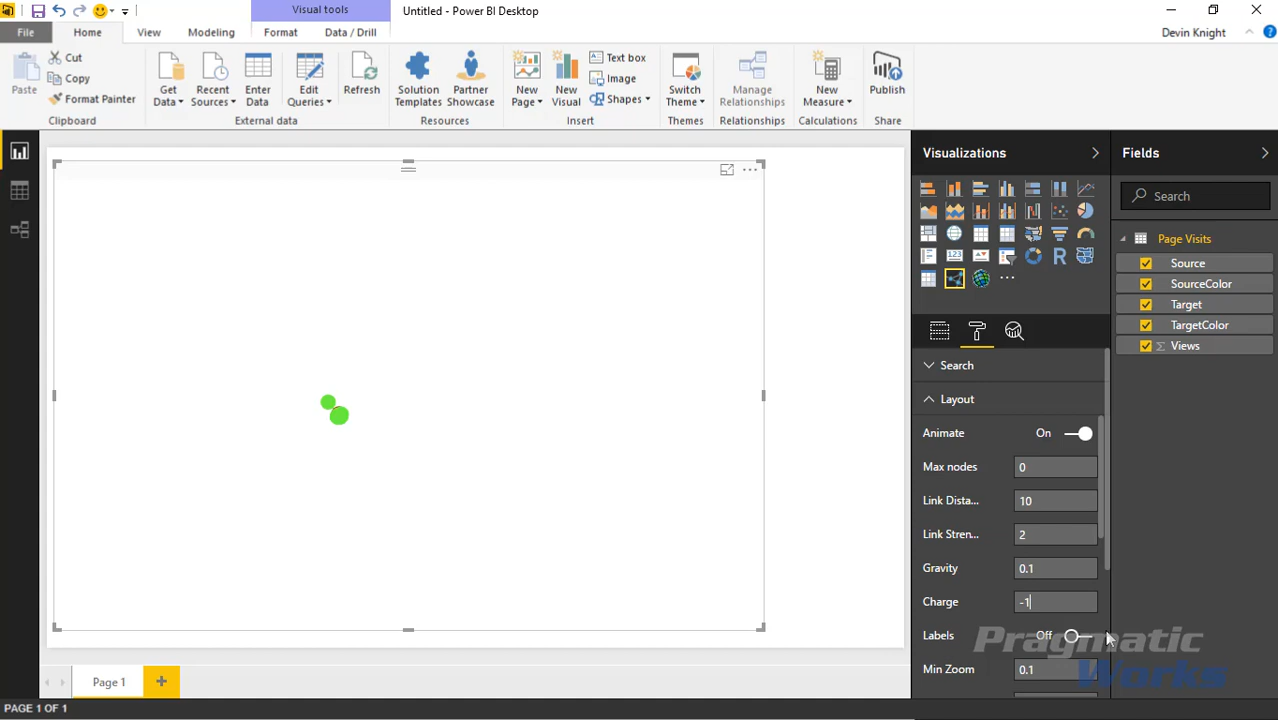 Visual tools
Untitled - Power BI Desktop
File
Home
View
Modeling
Format
Data / Drill
Devin Knight
Paste
Cut
Copy
Format Painter
Clipboard
Get Data
Recent Sources
Enter Data
Edit Queries
Refresh
External data
Solution Templates
Partner Showcase
Resources
New Page
New Visual
Text box
Image
Shapes
Insert
Switch Theme
Themes
Manage Relationships
Relationships
New Measure
Calculations
Publish
Share
Visualizations
Fields
Search
Page Visits
Source
SourceColor
Target
TargetColor
Views
Search
Layout
Animate On
Max nodes 0
Link Dista... 10
Link Stren... 2
Gravity 0.1
Charge -1
Labels Off
Min Zoom 0.1
Pragmatic
Works
Page 1
PAGE 1 OF 1